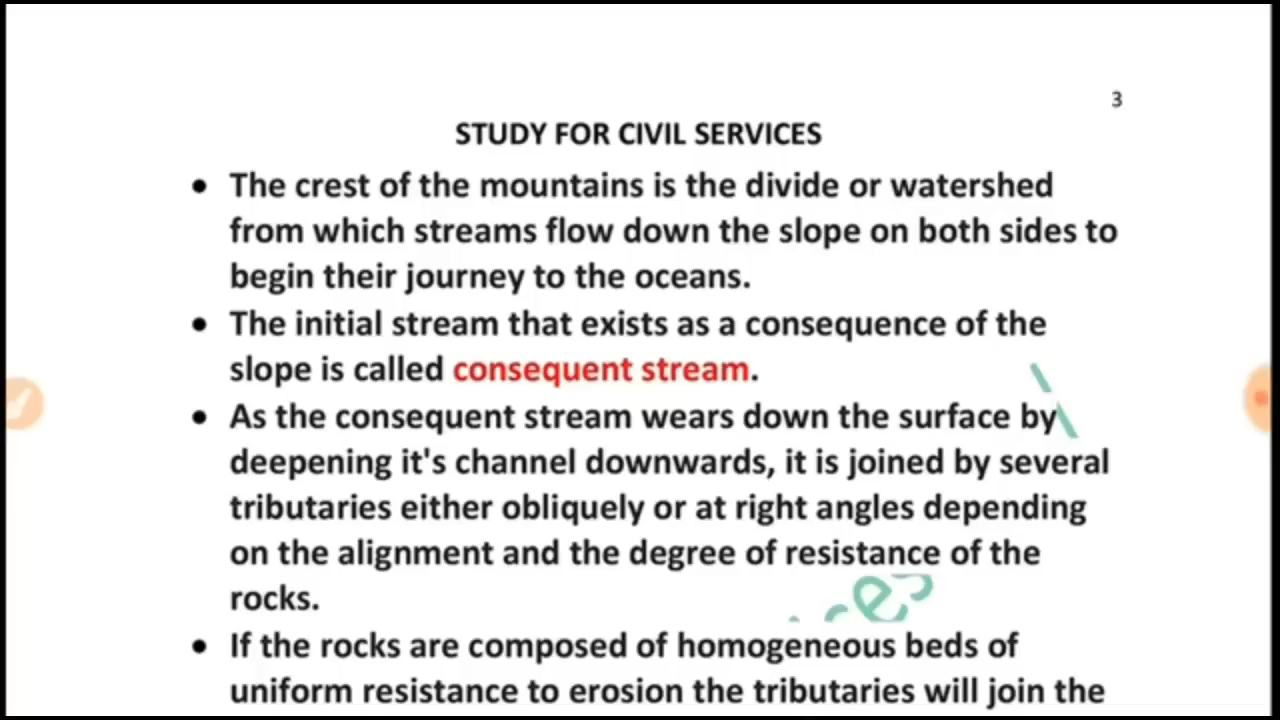 3
STUDY FOR CIVIL SERVICES
• The crest of the mountains is the divide or watershed
from which streams flow down the slope on both sides to
begin their journey to the oceans.
• The initial stream that exists as a consequence of the
slope is called consequent stream.
• As the consequent stream wears down the surface by
deepening it's channel downwards, it is joined by several
tributaries either obliquely or at right angles depending
on the alignment and the degree of resistance of the
rocks.
• If the rocks are composed of homogeneous beds of
uniform resistance to erosion the tributaries will join the